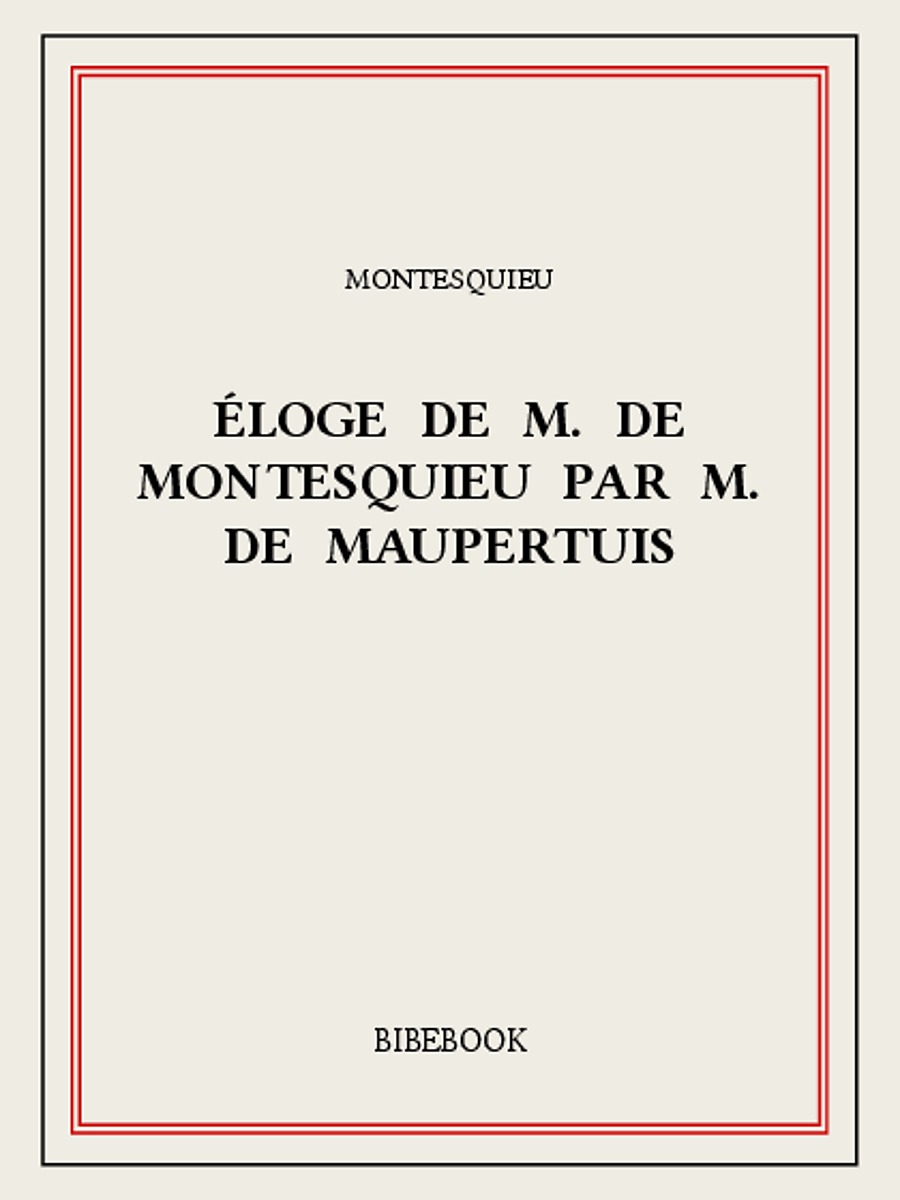 MONTESQUIEU
ÉLOGE DE M. DE
MONTESQUIEU PAR M.
DE MAUPERTUIS
BIBEBOOK